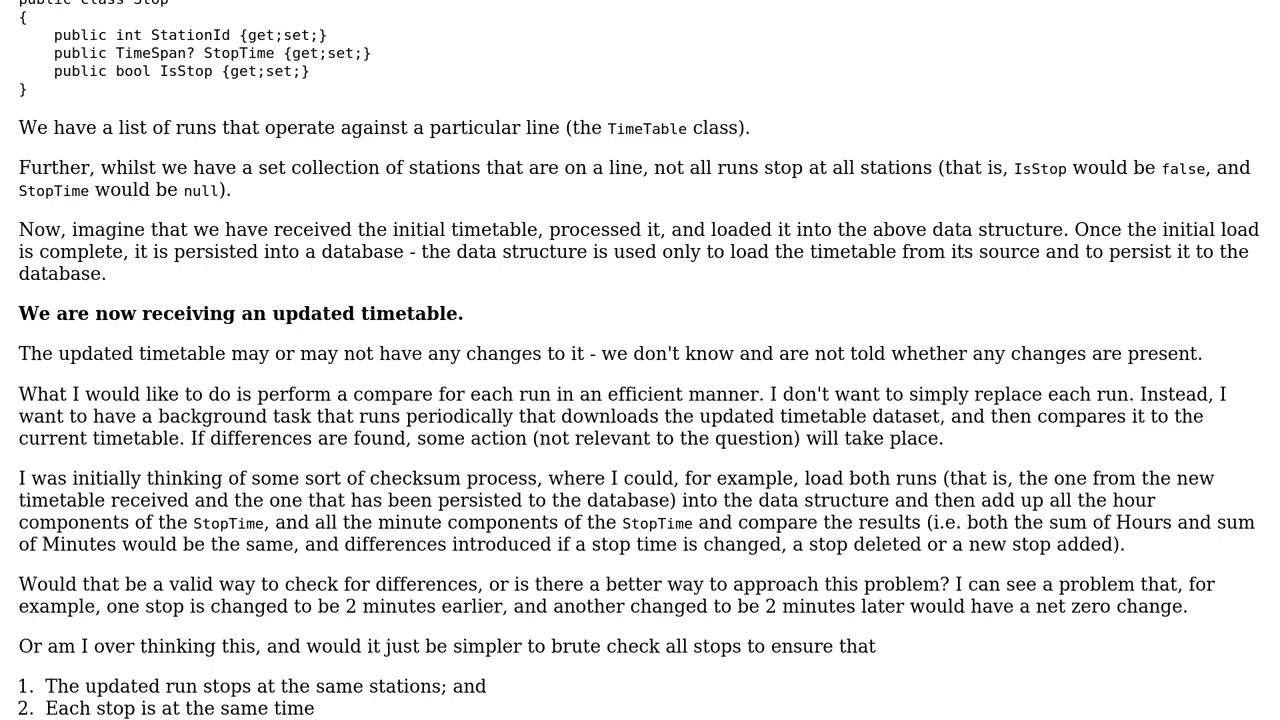 public class Stop
{
    public int StationId {get;set;}
    public TimeSpan? StopTime {get;set;}
    public bool IsStop {get;set;}
}
We have a list of runs that operate against a particular line (the TimeTable class).
Further, whilst we have a set collection of stations that are on a line, not all runs stop at all stations (that is, IsStop would be false, and
StopTime would be null).
Now, imagine that we have received the initial timetable, processed it, and loaded it into the above data structure. Once the initial load
is complete, it is persisted into a database - the data structure is used only to load the timetable from its source and to persist it to the
database.
We are now receiving an updated timetable.
The updated timetable may or may not have any changes to it - we don't know and are not told whether any changes are present.
What I would like to do is perform a compare for each run in an efficient manner. I don't want to simply replace each run. Instead, I
want to have a background task that runs periodically that downloads the updated timetable dataset, and then compares it to the
current timetable. If differences are found, some action (not relevant to the question) will take place.
I was initially thinking of some sort of checksum process, where I could, for example, load both runs (that is, the one from the new
timetable received and the one that has been persisted to the database) into the data structure and then add up all the hour
components of the StopTime, and all the minute components of the StopTime and compare the results (i.e. both the sum of Hours and sum
of Minutes would be the same, and differences introduced if a stop time is changed, a stop deleted or a new stop added).
Would that be a valid way to check for differences, or is there a better way to approach this problem? I can see a problem that, for
example, one stop is changed to be 2 minutes earlier, and another changed to be 2 minutes later would have a net zero change.
Or am I over thinking this, and would it just be simpler to brute check all stops to ensure that
1. The updated run stops at the same stations; and
2. Each stop is at the same time